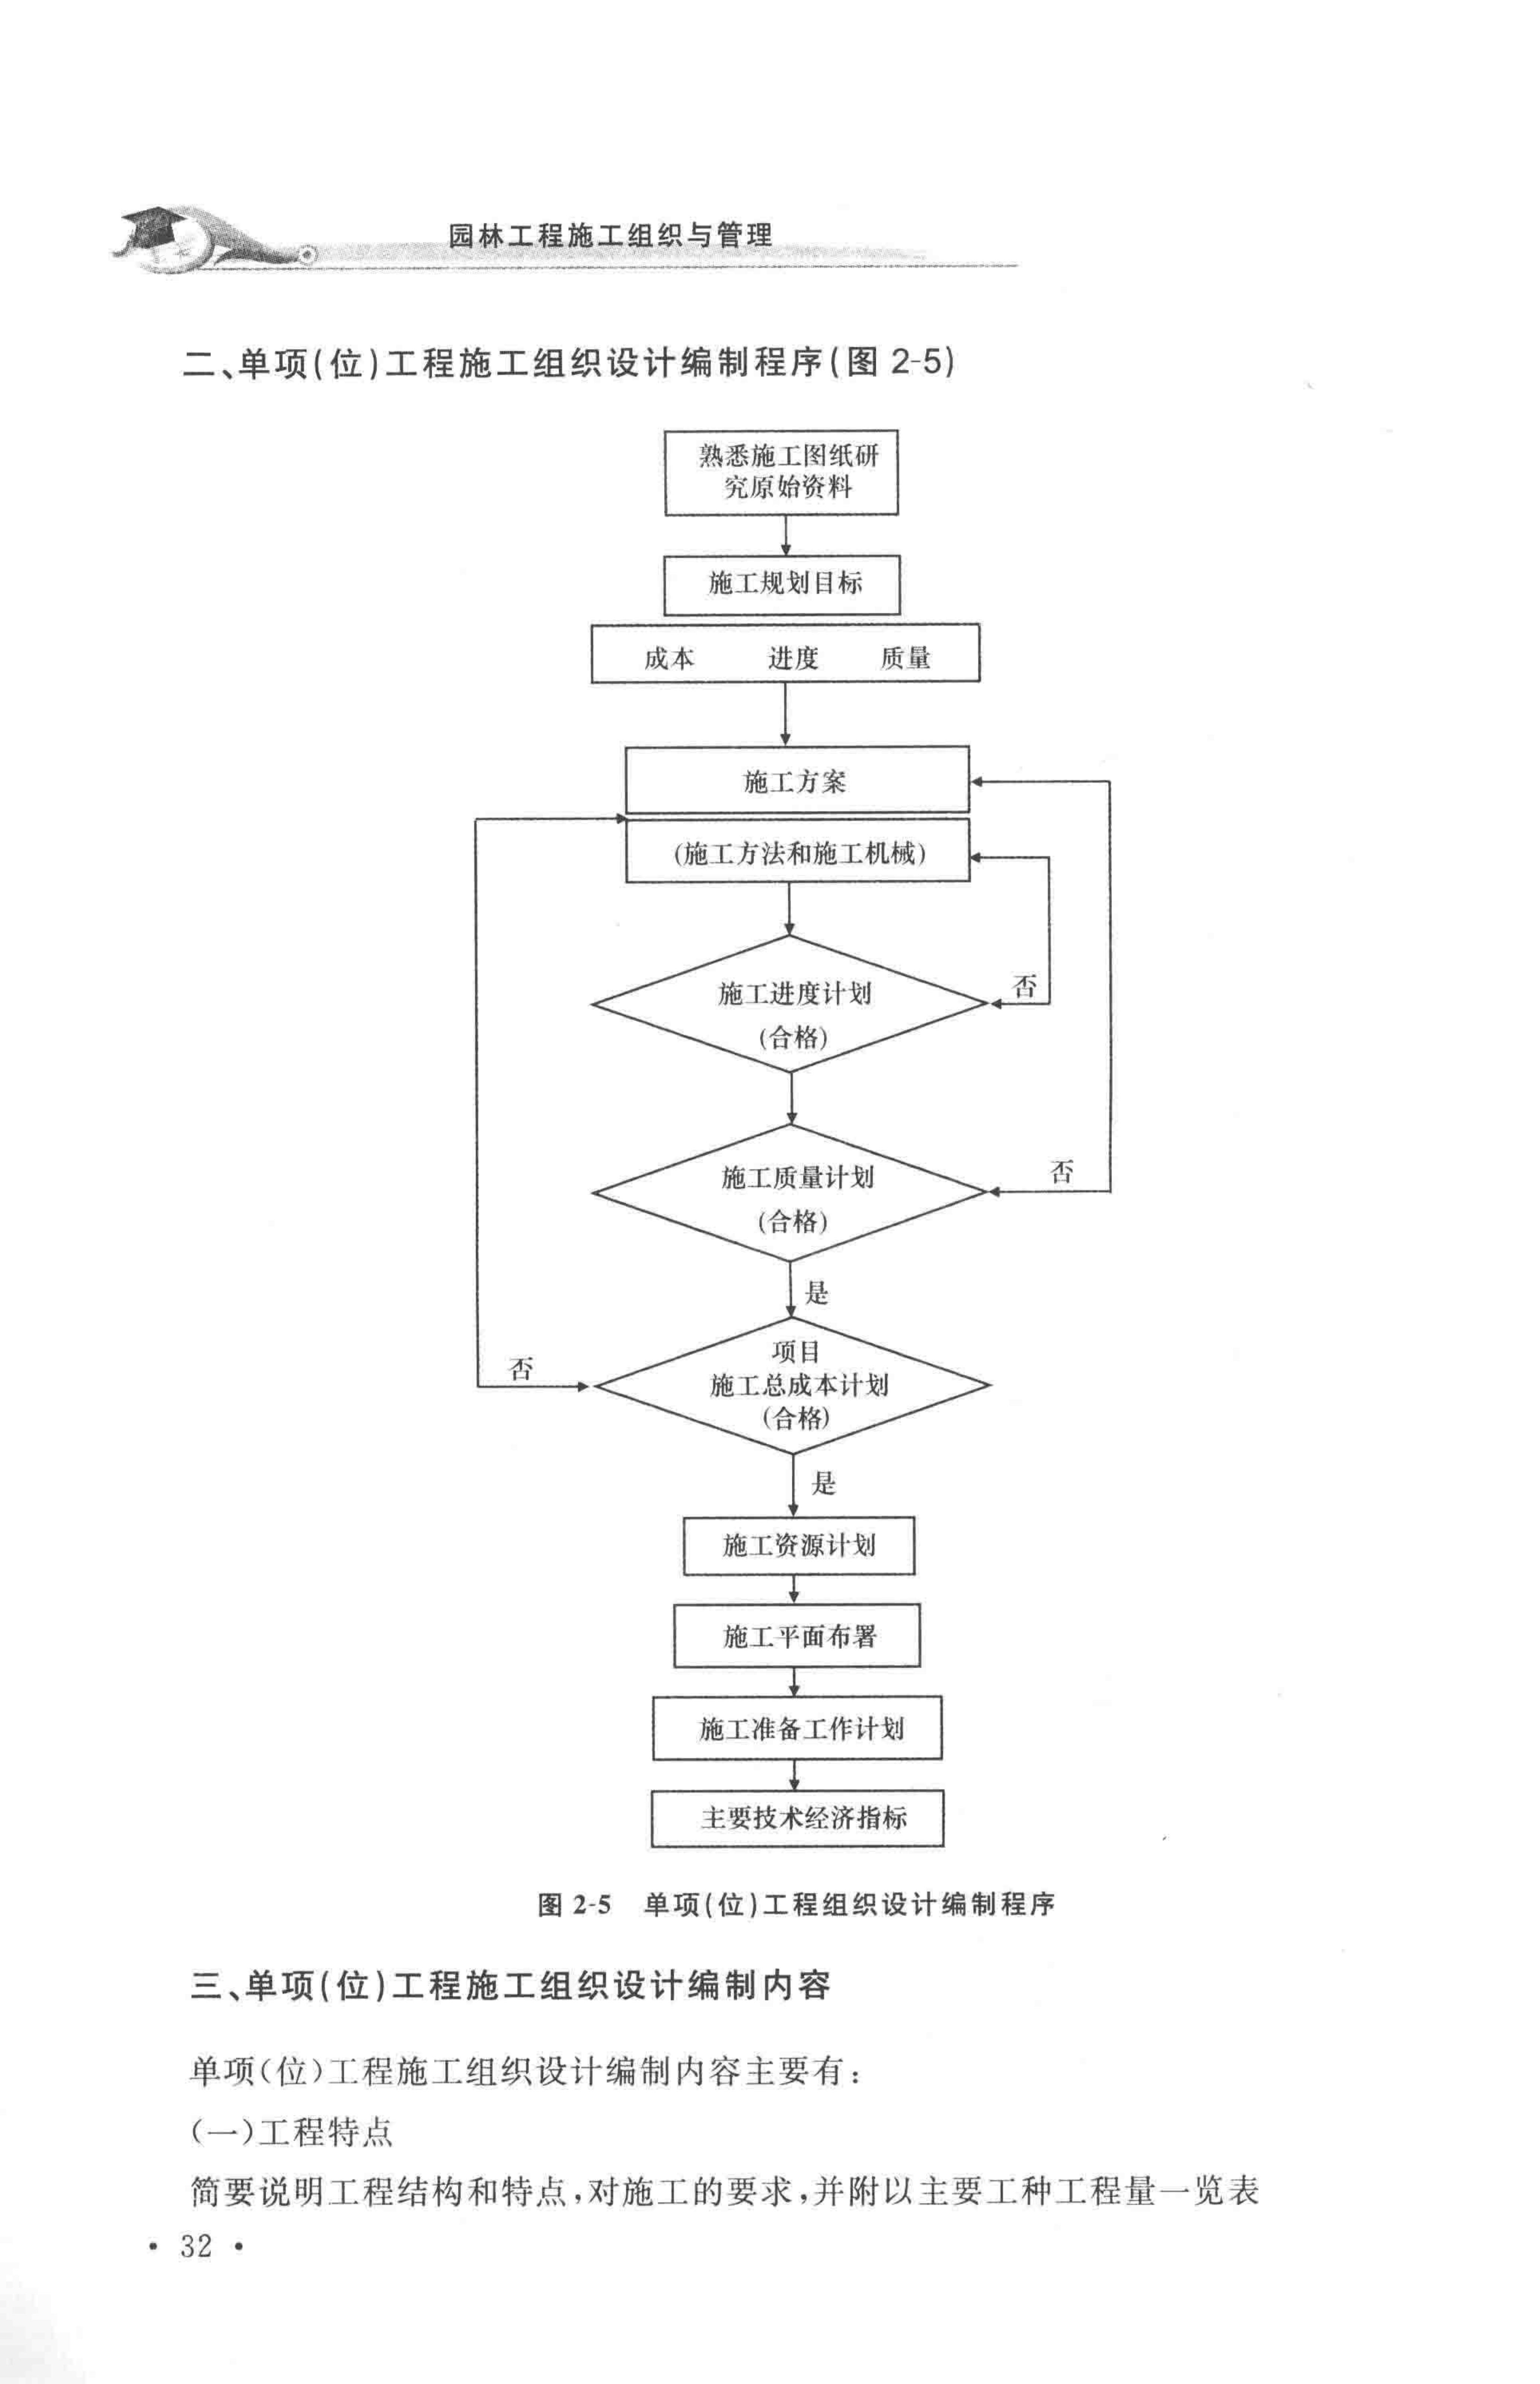 园林工程施工组织与管理
二、单项(位)工程施工组织设计编制程序(图 2-5)
熟悉施工图纸研
究原始资料
施工规划目标
成本 进度 质量
施工方案
(施工方法和施工机械)
施工进度计划
否
(合格)
施工质量计划
否
(合格)
是
项目
否
施工总成本计划
(合格)
是
施工资源计划
施工平面布署
施工准备工作计划
主要技术经济指标
图 2-5 单项(位)工程组织设计编制程序
三、单项(位)工程施工组织设计编制内容
单项(位)工程施工组织设计编制内容主要有:
(一)工程特点
简要说明工程结构和特点,对施工的要求,并附以主要工种工程量一览表
• 32 •